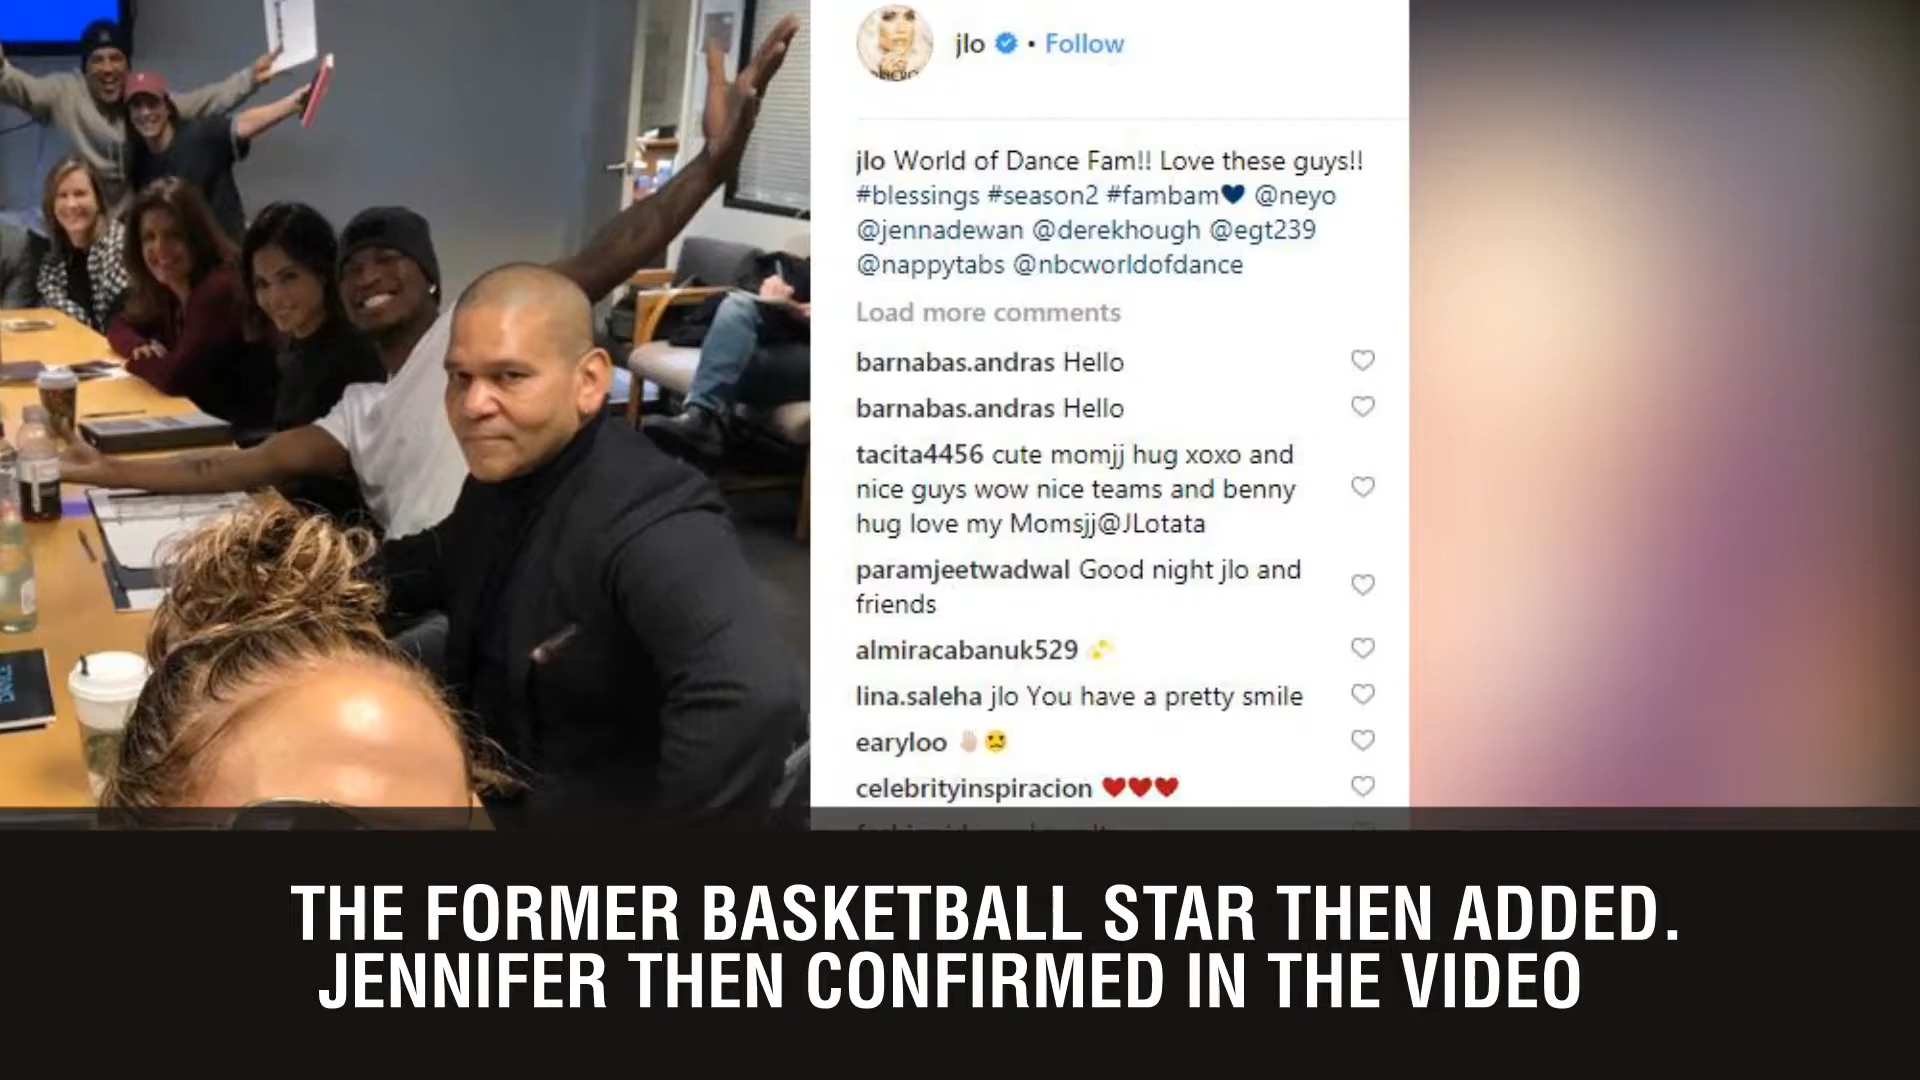 jlo • Follow
jlo World of Dance Fam!! Love these guys!!
#blessings #season2 #fambam💙 @neyo
@jennadewan @derekhough @egt239
@nappytabs @nbcworldofdance
Load more comments
barnabas.andras Hello
barnabas.andras Hello
tacita4456 cute momjj hug xoxo and
nice guys wow nice teams and benny
hug love my Momsjj@JLotata
paramjeetwadwal Good night jlo and
friends
almiracabanuk529
lina.saleha jlo You have a pretty smile
earyloo
celebrityinspiracion ❤❤❤
THE FORMER BASKETBALL STAR THEN ADDED.
JENNIFER THEN CONFIRMED IN THE VIDEO